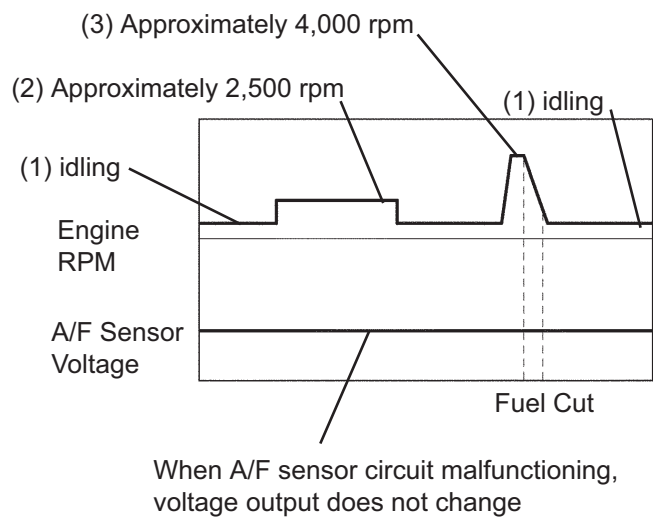 (3) Approximately 4,000 rpm
(2) Approximately 2,500 rpm
(1) idling
(1) idling
Engine
RPM
A/F Sensor
Voltage
Fuel Cut
When A/F sensor circuit malfunctioning,
voltage output does not change